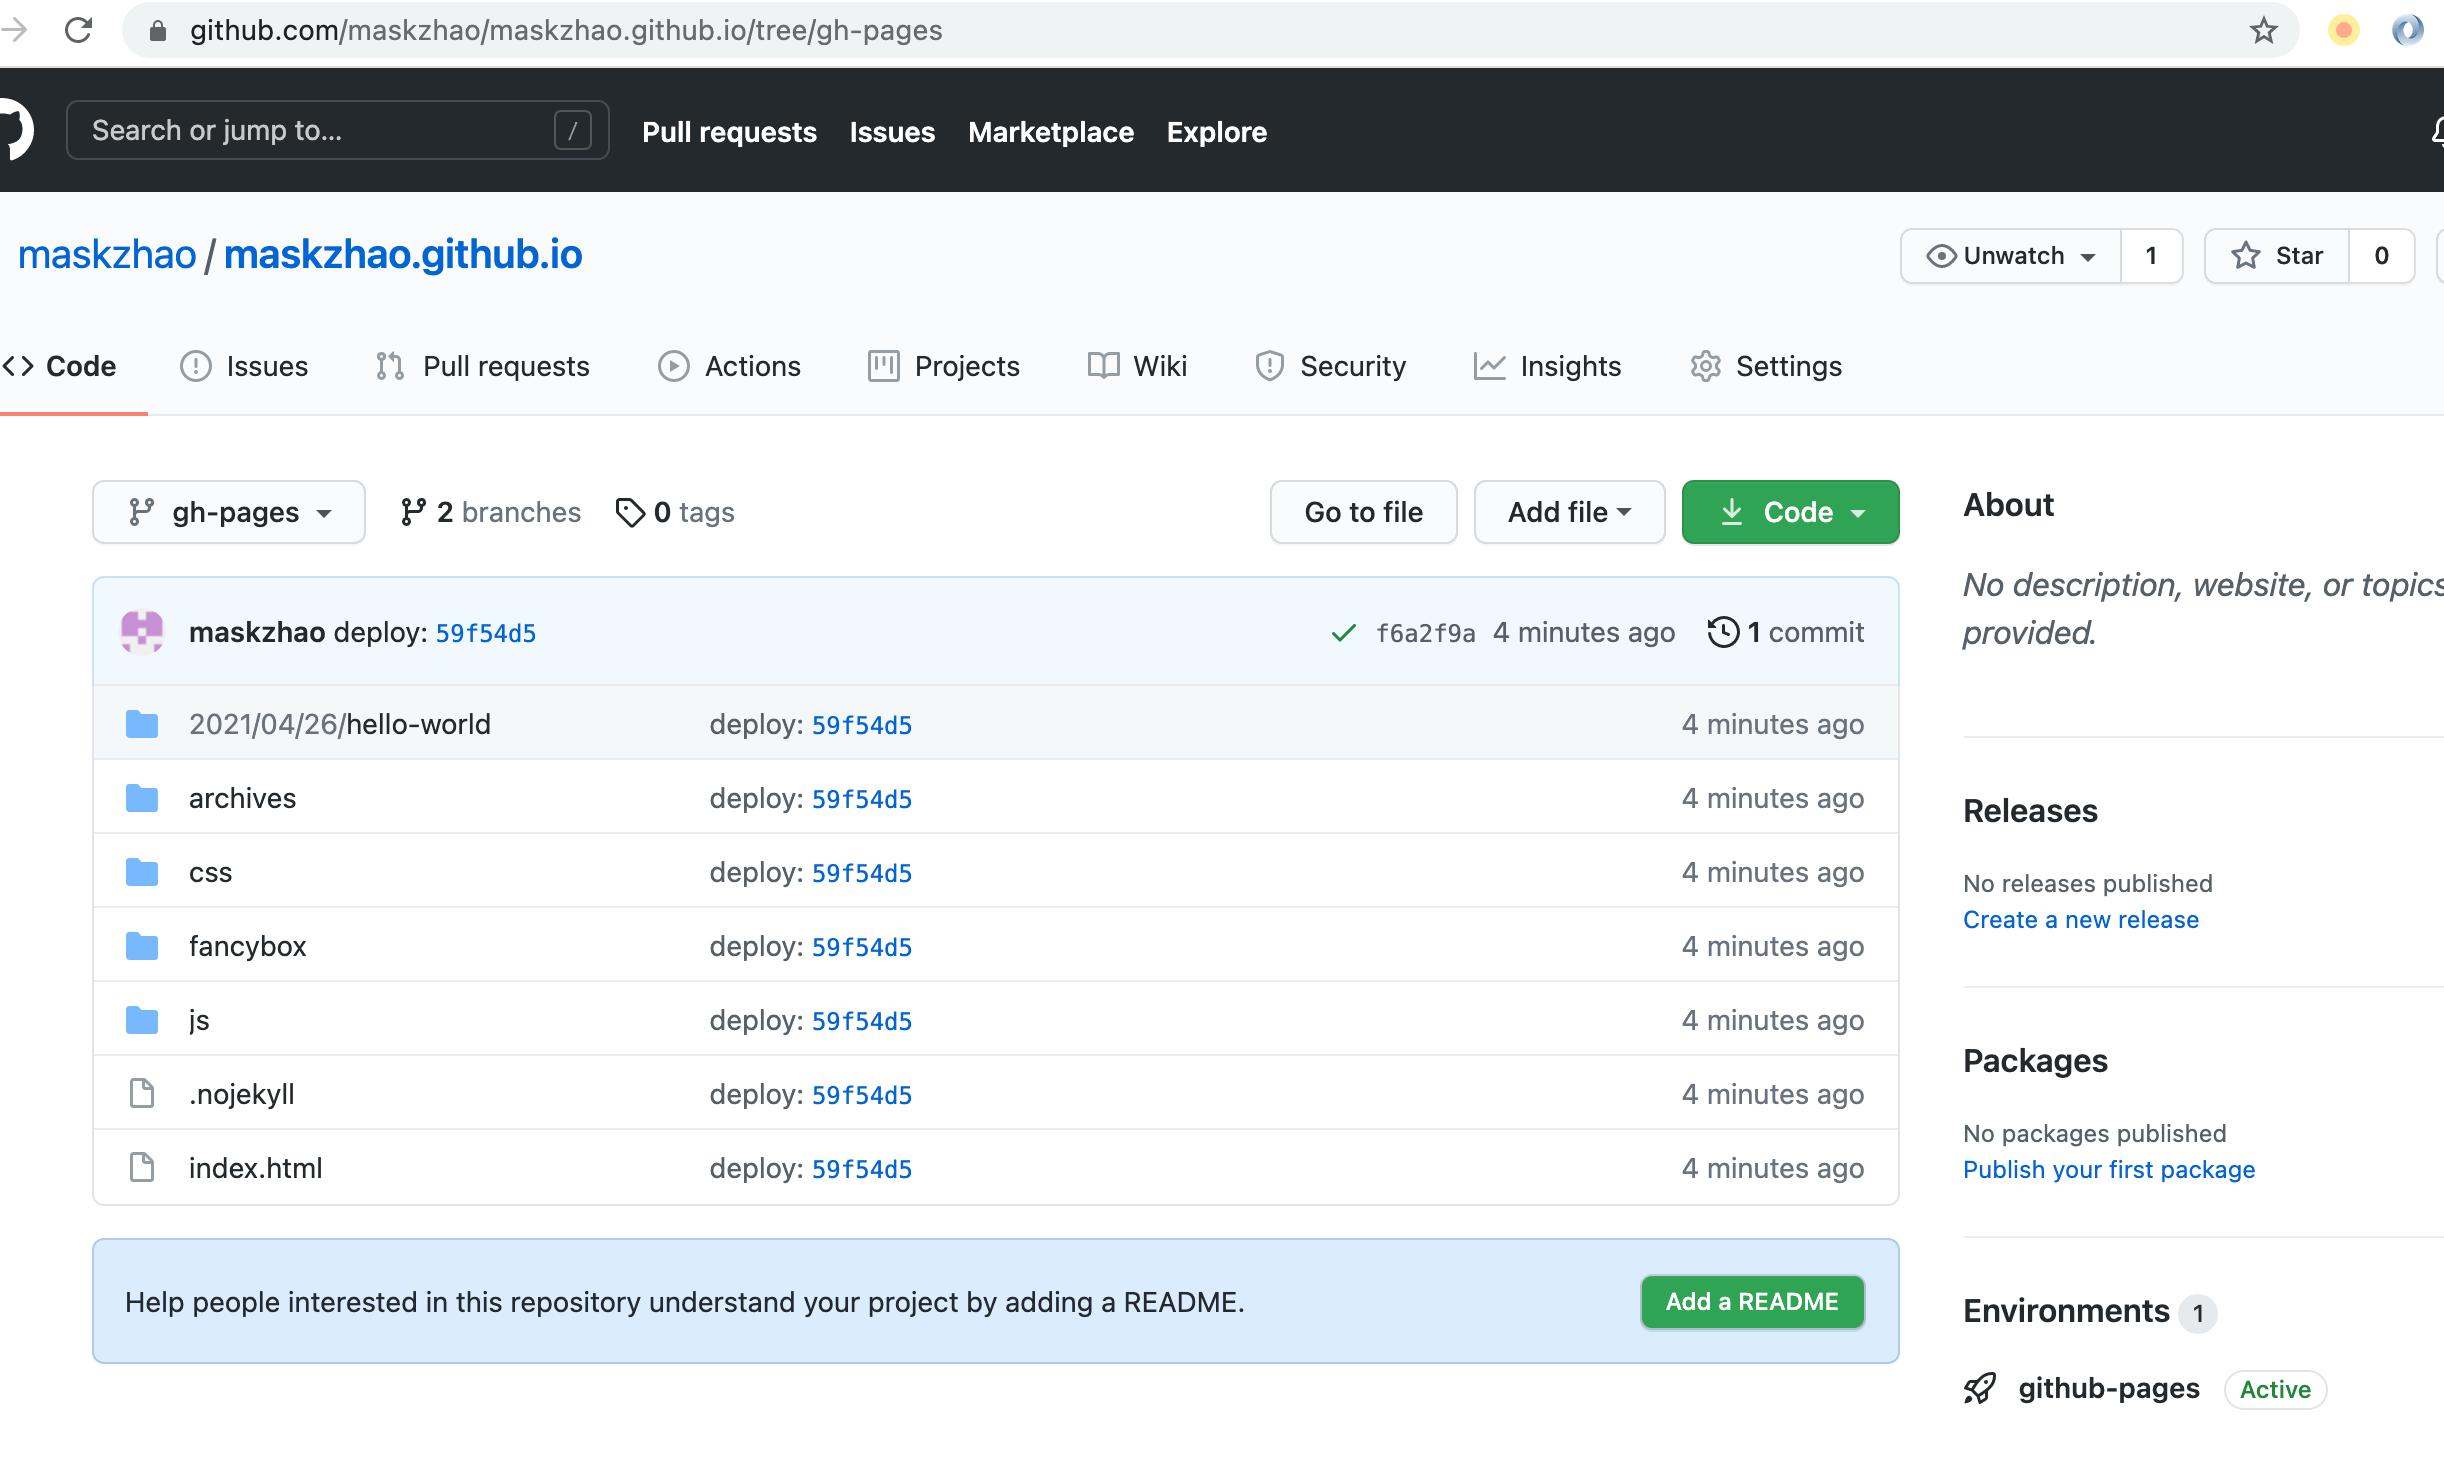 github.com/maskzhao/maskzhao.github.io/tree/gh-pages
Search or jump to... / Pull requests Issues Marketplace Explore
maskzhao / maskzhao.github.io Unwatch 1 Star 0
Code Issues Pull requests Actions Projects Wiki Security Insights Settings
gh-pages 2 branches 0 tags Go to file Add file Code
maskzhao deploy: 59f54d5 f6a2f9a 4 minutes ago 1 commit
2021/04/26/hello-world deploy: 59f54d5 4 minutes ago
archives deploy: 59f54d5 4 minutes ago
css deploy: 59f54d5 4 minutes ago
fancybox deploy: 59f54d5 4 minutes ago
js deploy: 59f54d5 4 minutes ago
.nojekyll deploy: 59f54d5 4 minutes ago
index.html deploy: 59f54d5 4 minutes ago
Help people interested in this repository understand your project by adding a README. Add a README
About
No description, website, or topics
provided.
Releases
No releases published
Create a new release
Packages
No packages published
Publish your first package
Environments 1
github-pages Active